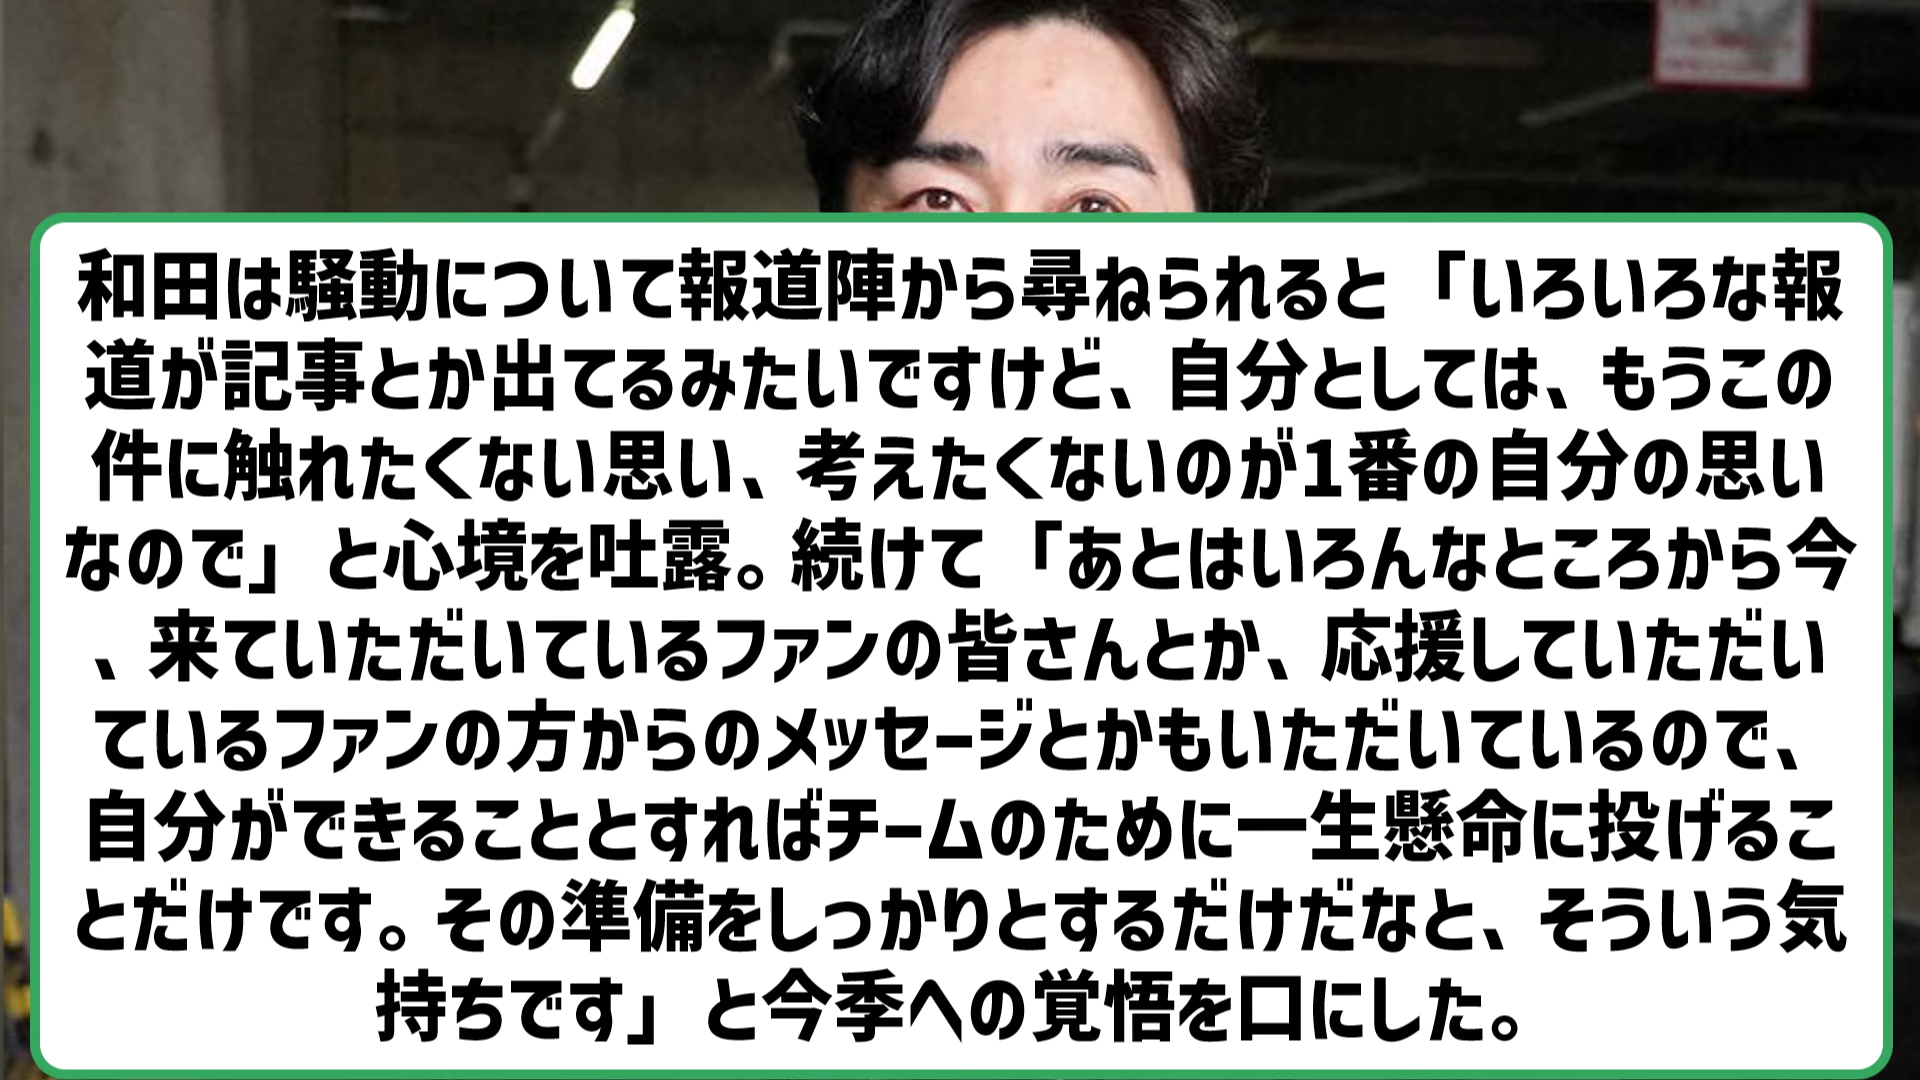 和田は騒動について報道陣から尋ねられると「いろいろな報
道が記事とか出てるみたいですけど、自分としては、もうこの
件に触れたくない思い、考えたくないのが1番の自分の思い
なので」と心境を吐露。続けて「あとはいろんなところから今
、来ていただいているファンの皆さんとか、応援していただい
ているファンの方からのメッセージとかもいただいているので、
自分ができることとすればチームのために一生懸命に投げるこ
とだけです。その準備をしっかりとするだけだなと、そういう気
持ちです」と今季への覚悟を口にした。